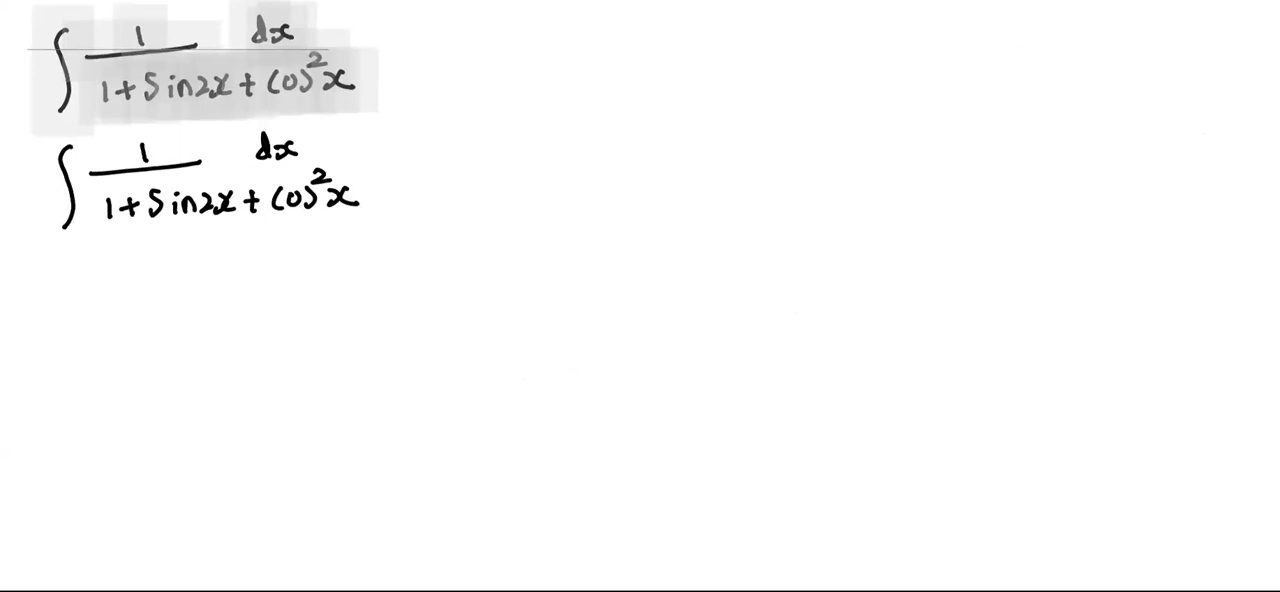 ∫ 1/(1+Sin2x+cos²x) dx
∫ 1/(1+Sin2x+cos²x) dx